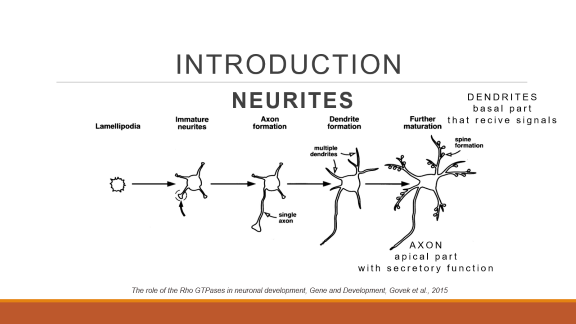 INTRODUCTION
NEURITES
DENDRITES
basal part
that recive signals
Lamellipodia
Immature
neurites
Axon
formation
Dendrite
formation
Further
maturation
multiple
dendrites
spine
formation
single
axon
AXON
apical part
with secretory function
The role of the Rho GTPases in neuronal development, Gene and Development, Govek et al., 2015